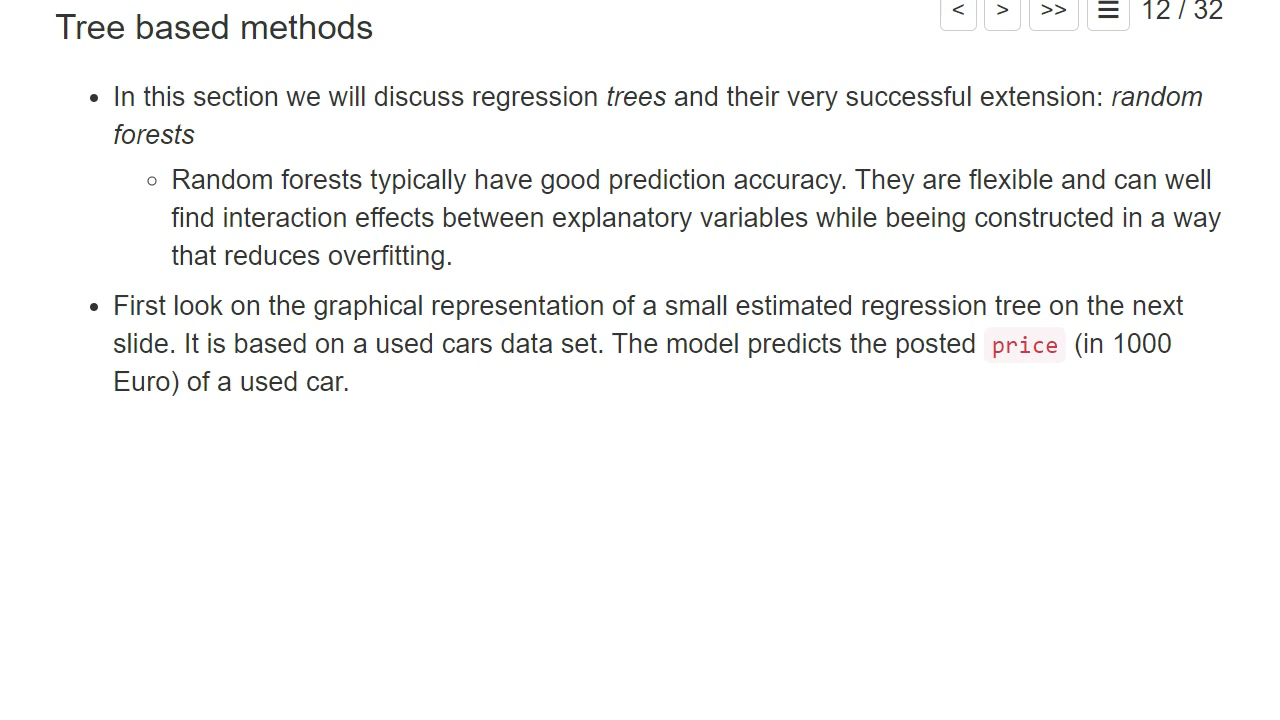 Tree based methods
< > >> ☰ 12 / 32
• In this section we will discuss regression trees and their very successful extension: random
forests
◦ Random forests typically have good prediction accuracy. They are flexible and can well
find interaction effects between explanatory variables while beeing constructed in a way
that reduces overfitting.
• First look on the graphical representation of a small estimated regression tree on the next
slide. It is based on a used cars data set. The model predicts the posted price (in 1000
Euro) of a used car.